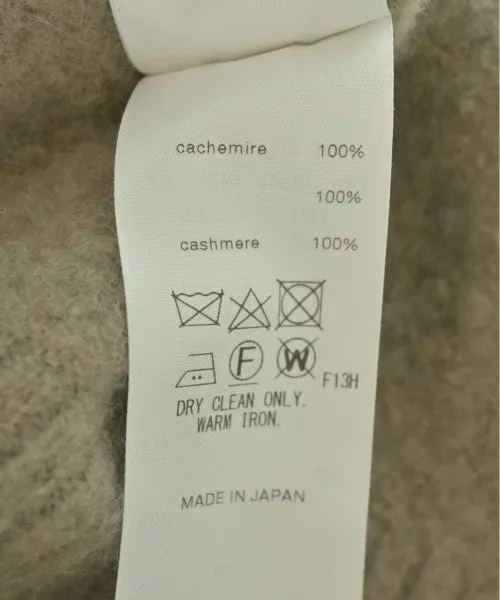 cachemire 100%
100%
cashmere 100%
F W F13H
DRY CLEAN ONLY.
WARM IRON.
MADE IN JAPAN